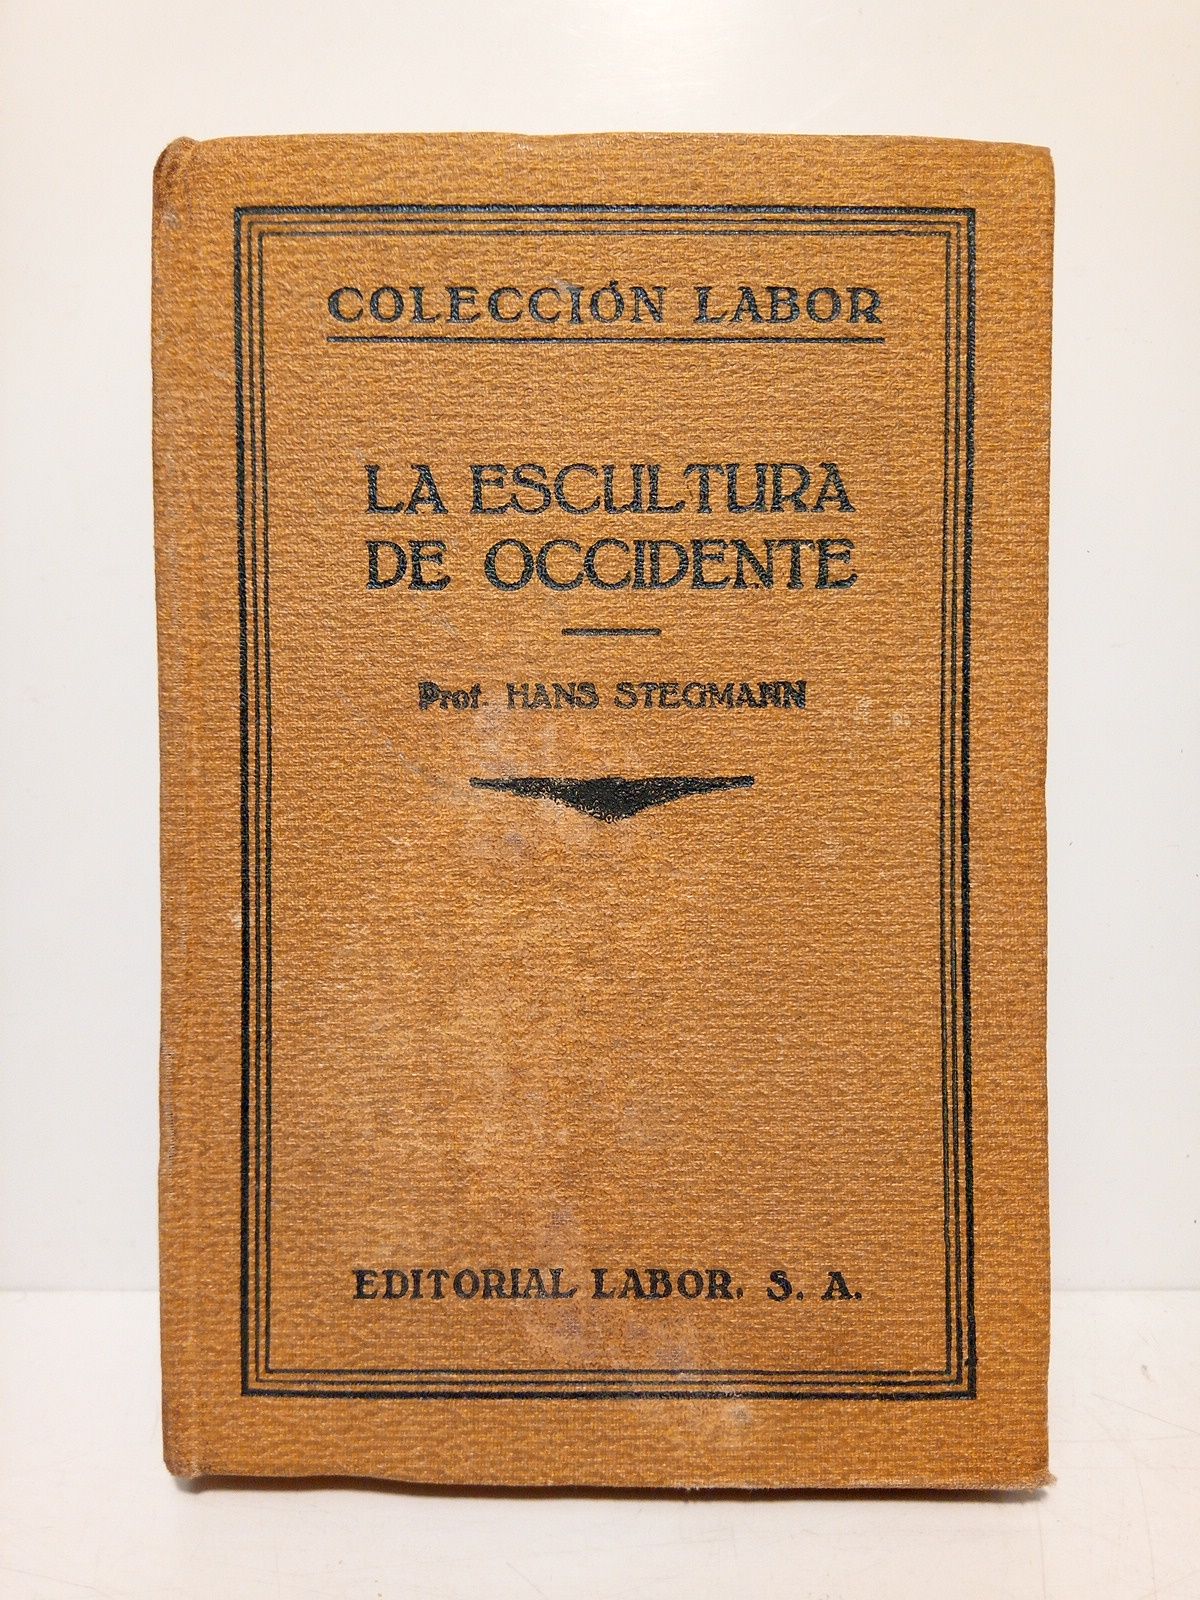 COLECCIÓN LABOR
LA ESCULTURA
DE OCCIDENTE
Prof. HANS STEGMANN
EDITORIAL LABOR. S. A.